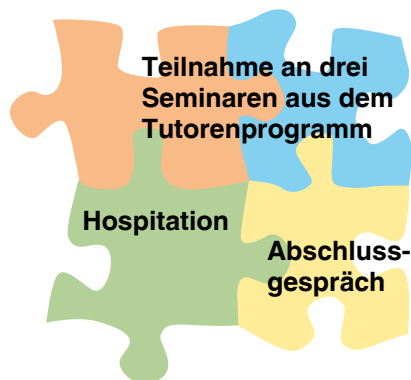 Teilnahme an drei
Seminaren aus dem
Tutorenprogramm
Hospitation
Abschluss-
gespräch